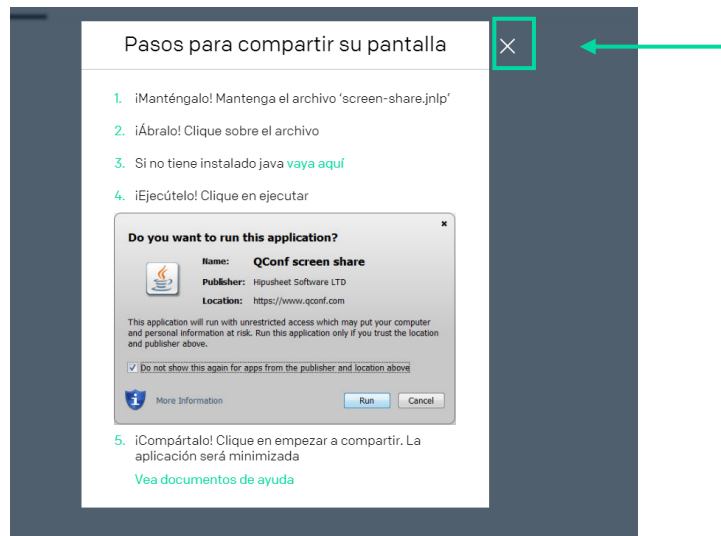 Pasos para compartir su pantalla
1. ¡Manténgalo! Mantenga el archivo ‘screen-share.jnlp’
2. ¡Ábralo! Clique sobre el archivo
3. Si no tiene instalado java vaya aquí
4. ¡Ejecútelo! Clique en ejecutar
Do you want to run this application?
Name: QConf screen share
Publisher: Hipusheet Software LTD
Location: https://www.qconf.com
This application will run with unrestricted access which may put your computer
and personal information at risk. Run this application only if you trust the location
and publisher above.
Do not show this again for apps from the publisher and location above
More Information
Run Cancel
5. ¡Compártalo! Clique en empezar a compartir. La
aplicación será minimizada
Vea documentos de ayuda